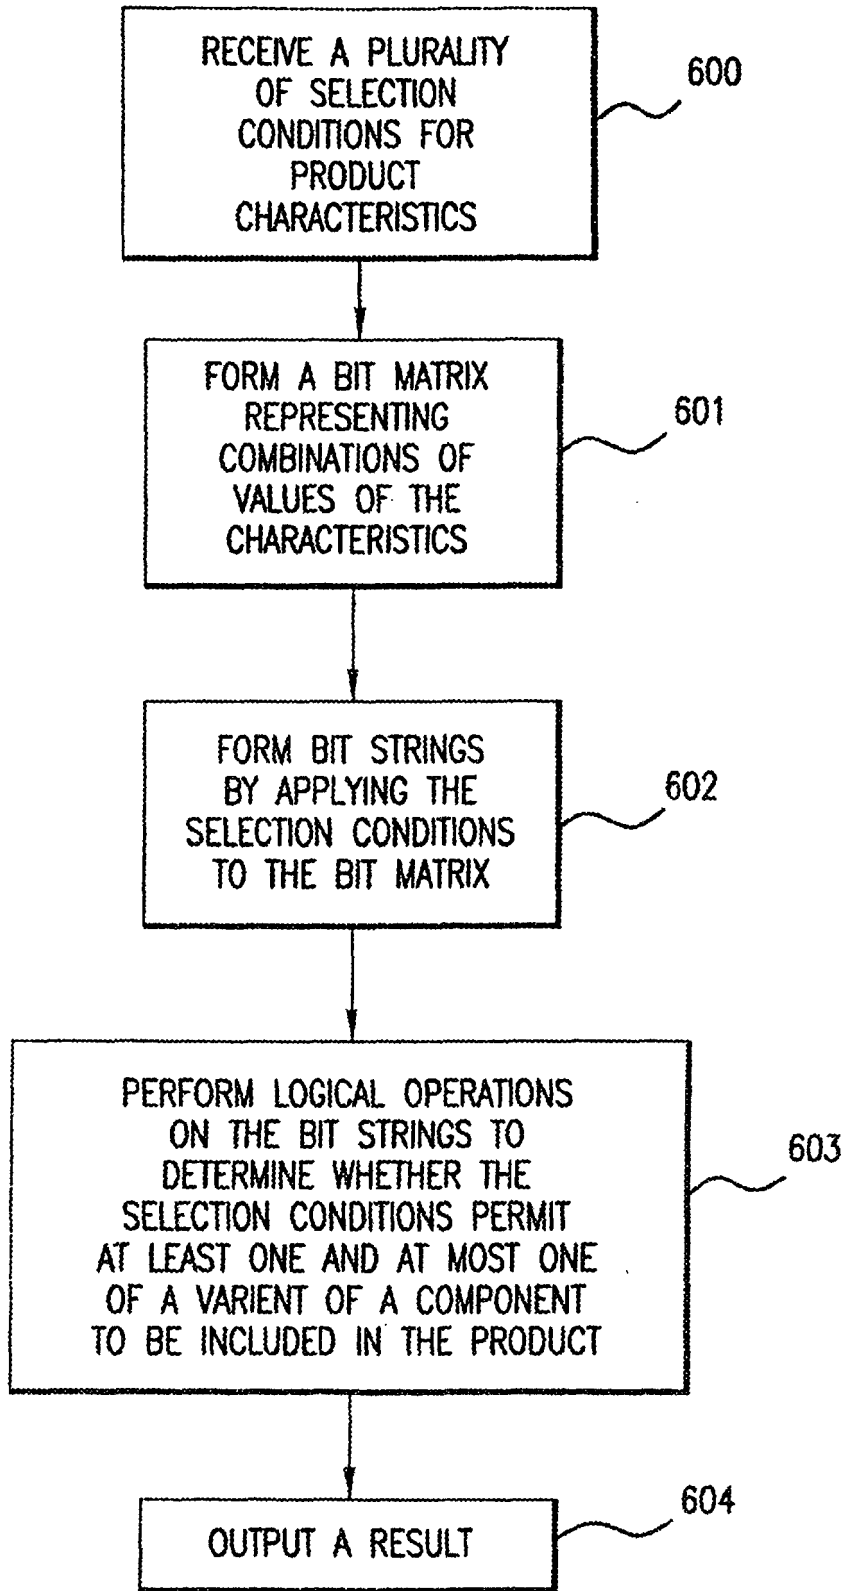 RECEIVE A PLURALITY
OF SELECTION
CONDITIONS FOR
PRODUCT
CHARACTERISTICS
600
FORM A BIT MATRIX
REPRESENTING
COMBINATIONS OF
VALUES OF THE
CHARACTERISTICS
601
FORM BIT STRINGS
BY APPLYING THE
SELECTION CONDITIONS
TO THE BIT MATRIX
602
PERFORM LOGICAL OPERATIONS
ON THE BIT STRINGS TO
DETERMINE WHETHER THE
SELECTION CONDITIONS PERMIT
AT LEAST ONE AND AT MOST ONE
OF A VARIENT OF A COMPONENT
TO BE INCLUDED IN THE PRODUCT
603
OUTPUT A RESULT
604